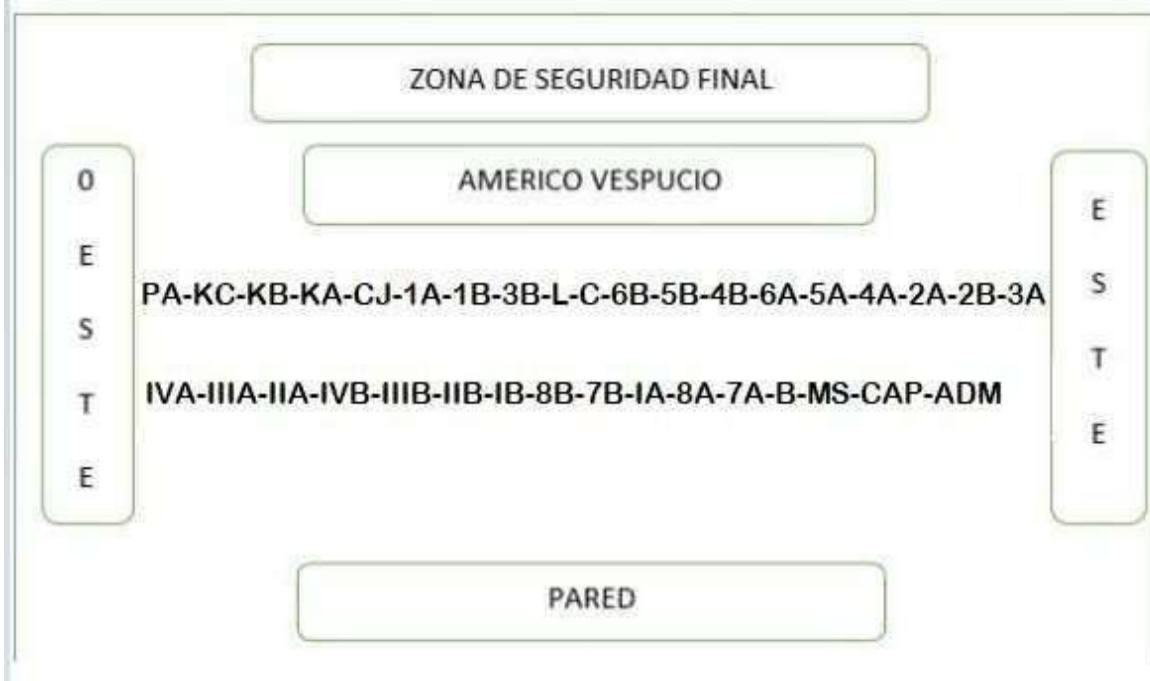 ZONA DE SEGURIDAD FINAL
AMERICO VESPUCIO
0
E
S
T
E
PA-KC-KB-KA-CJ-1A-1B-3B-L-C-6B-5B-4B-6A-5A-4A-2A-2B-3A
IVA-IIIA-IIA-IVB-IIIB-IIB-IB-8B-7B-IA-8A-7A-B-MS-CAP-ADM
E
S
T
E
PARED